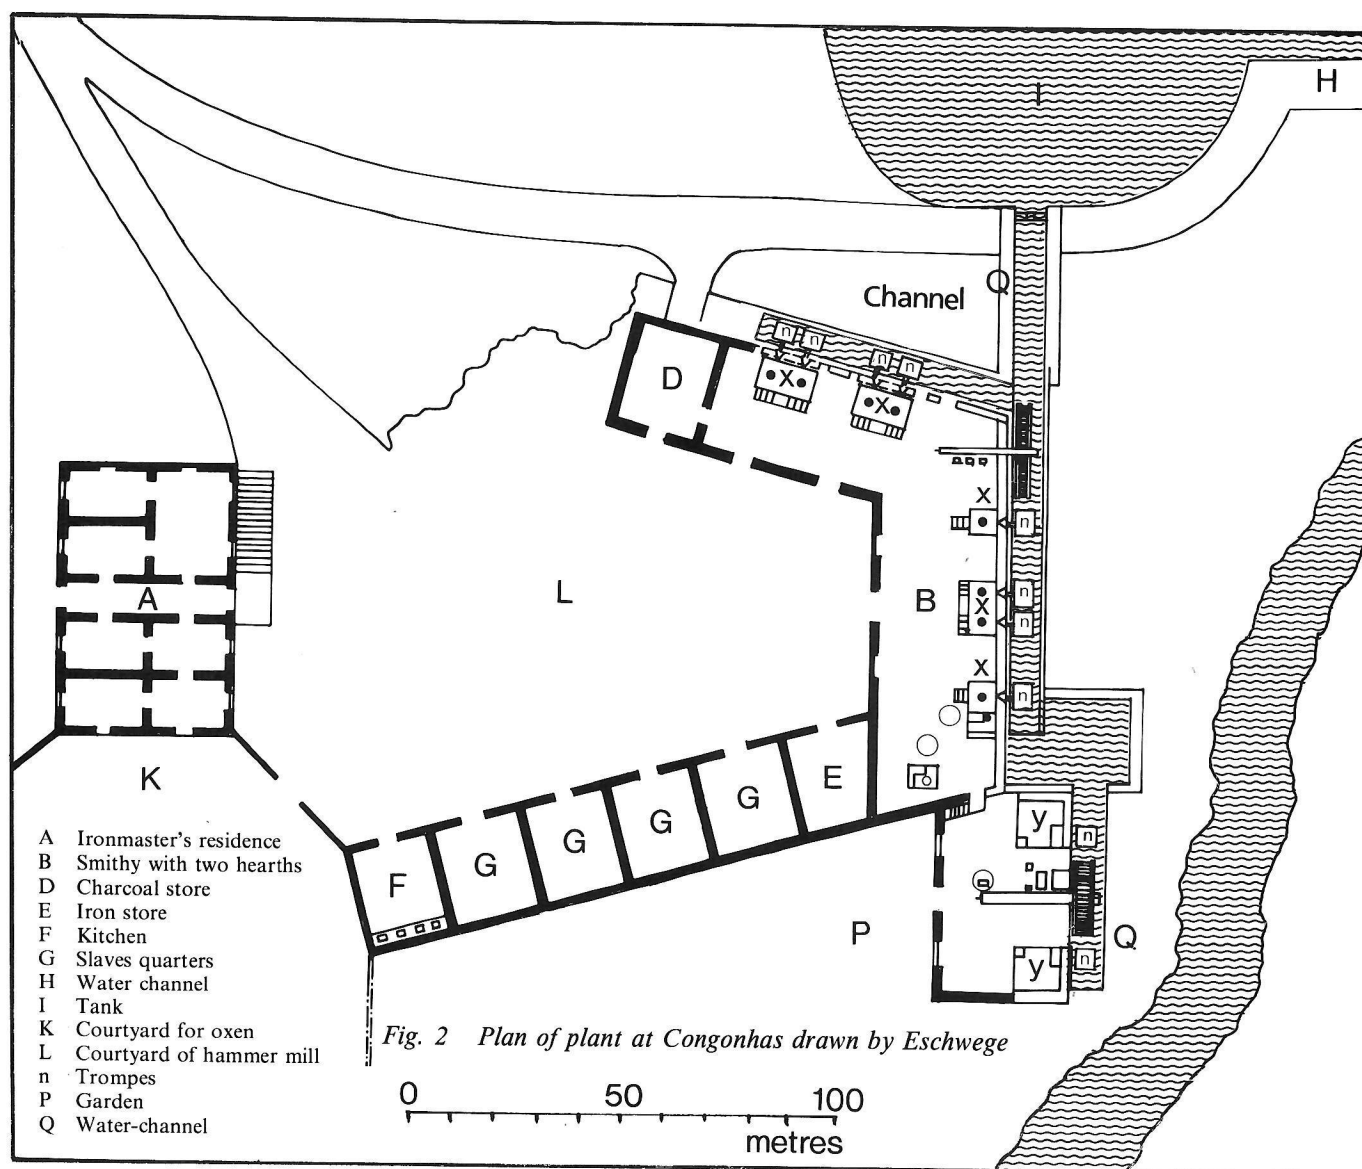 I
H
Q
Channel
n n
n n
D
X
X
X
n
L
A
B
n
X
n
X
n
K
E
G
G
G
G
F
y
n
P
Q
y
n
A Ironmaster's residence
B Smithy with two hearths
D Charcoal store
E Iron store
F Kitchen
G Slaves quarters
H Water channel
I Tank
K Courtyard for oxen
L Courtyard of hammer mill
n Trompes
P Garden
Q Water-channel
Fig. 2 Plan of plant at Congonhas drawn by Eschwege
0 50 100
metres